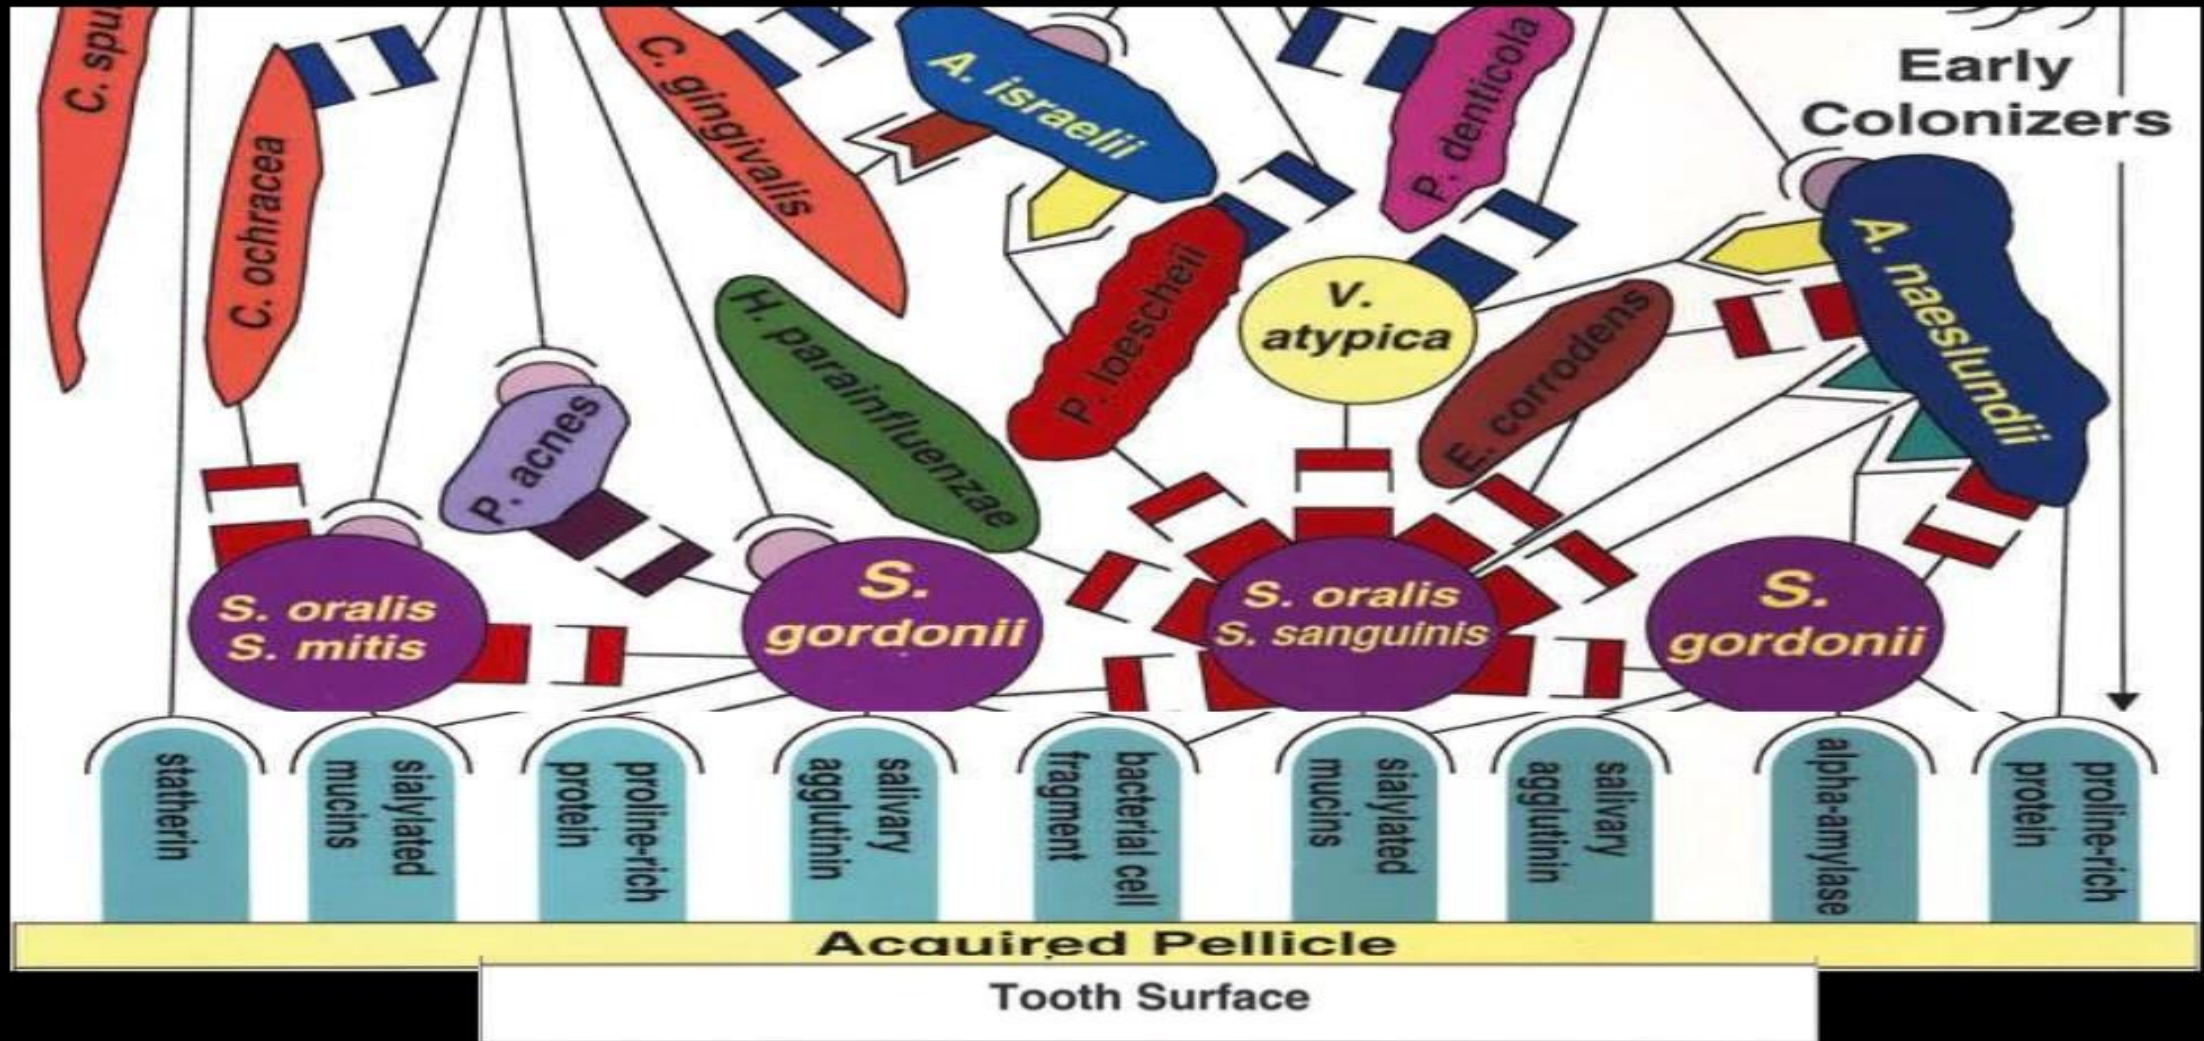 C. spu
C. ochracea
C. gingivalis
A. israelii
P. denticola
Early
Colonizers
P. acnes
H. parainfluenzae
P. loescheii
V.
atypica
E. corrodens
A. naeslundii
S. oralis
S. mitis
S.
gordonii
S. oralis
S. sanguinis
S.
gordonii
statherin
sialylated
mucins
proline-rich
protein
salivary
agglutinin
bacterial cell
fragment
sialylated
mucins
salivary
agglutinin
alpha-amylase
proline-rich
protein
Acquired Pellicle
Tooth Surface